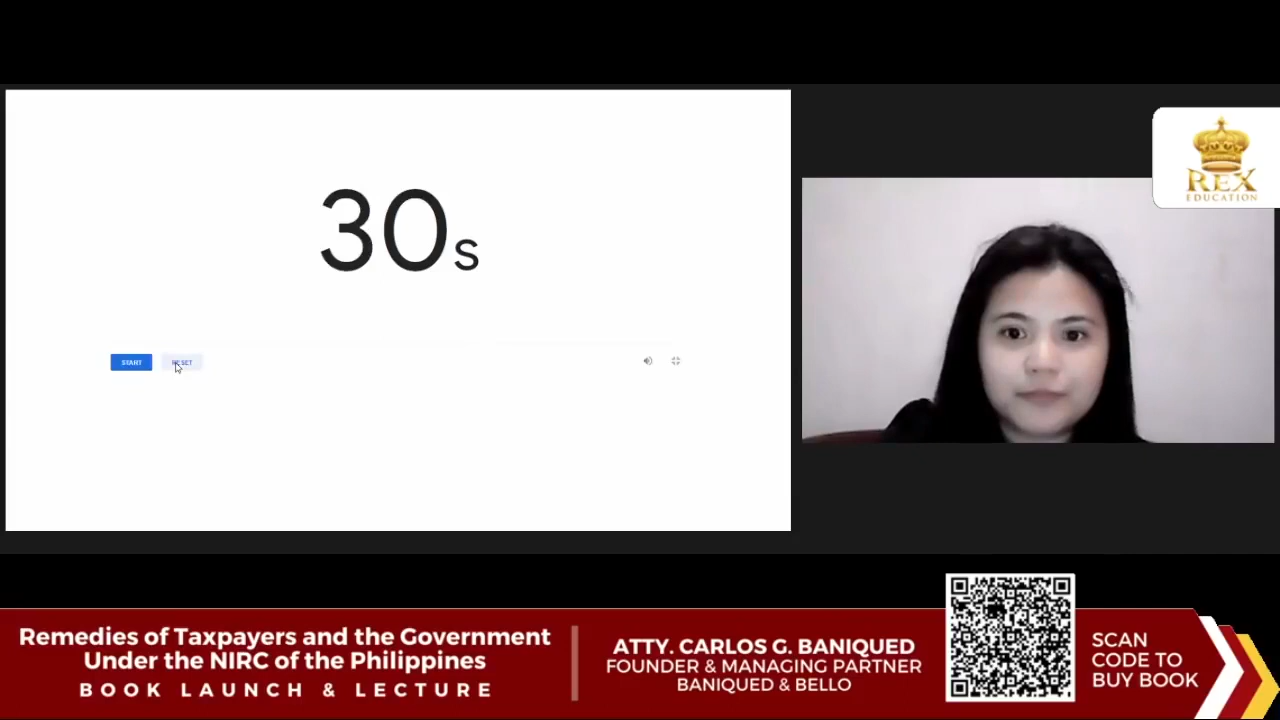 30s
START
RESET
REX
EDUCATION
Remedies of Taxpayers and the Government
Under the NIRC of the Philippines
BOOK LAUNCH & LECTURE
ATTY. CARLOS G. BANIQUED
FOUNDER & MANAGING PARTNER
BANIQUED & BELLO
SCAN
CODE TO
BUY BOOK